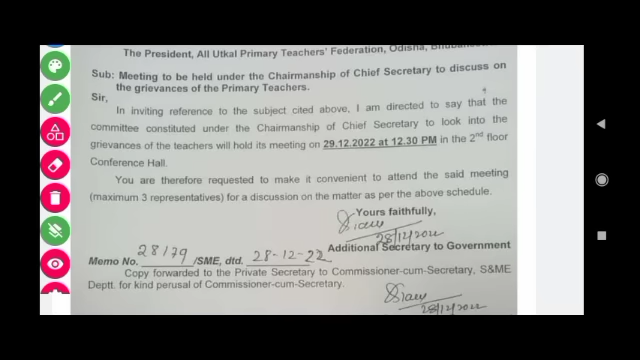 The President, All Utkal Primary Teachers' Federation, Odisha, Bhubaneswar
Sub: Meeting to be held under the Chairmanship of Chief Secretary to discuss on
the grievances of the Primary Teachers.
Sir,
In inviting reference to the subject cited above, I am directed to say that the
committee constituted under the Chairmanship of Chief Secretary to look into the
grievances of the teachers will hold its meeting on 29.12.2022 at 12.30 PM in the 2nd floor
Conference Hall.
You are therefore requested to make it convenient to attend the said meeting
(maximum 3 representatives) for a discussion on the matter as per the above schedule.
Yours faithfully,
28/12/2022
Additional Secretary to Government
Memo No. 28179 /SME, dtd. 28-12-22
Copy forwarded to the Private Secretary to Commissioner-cum-Secretary, S&ME
Deptt. for kind perusal of Commissioner-cum-Secretary.
28/12/2022